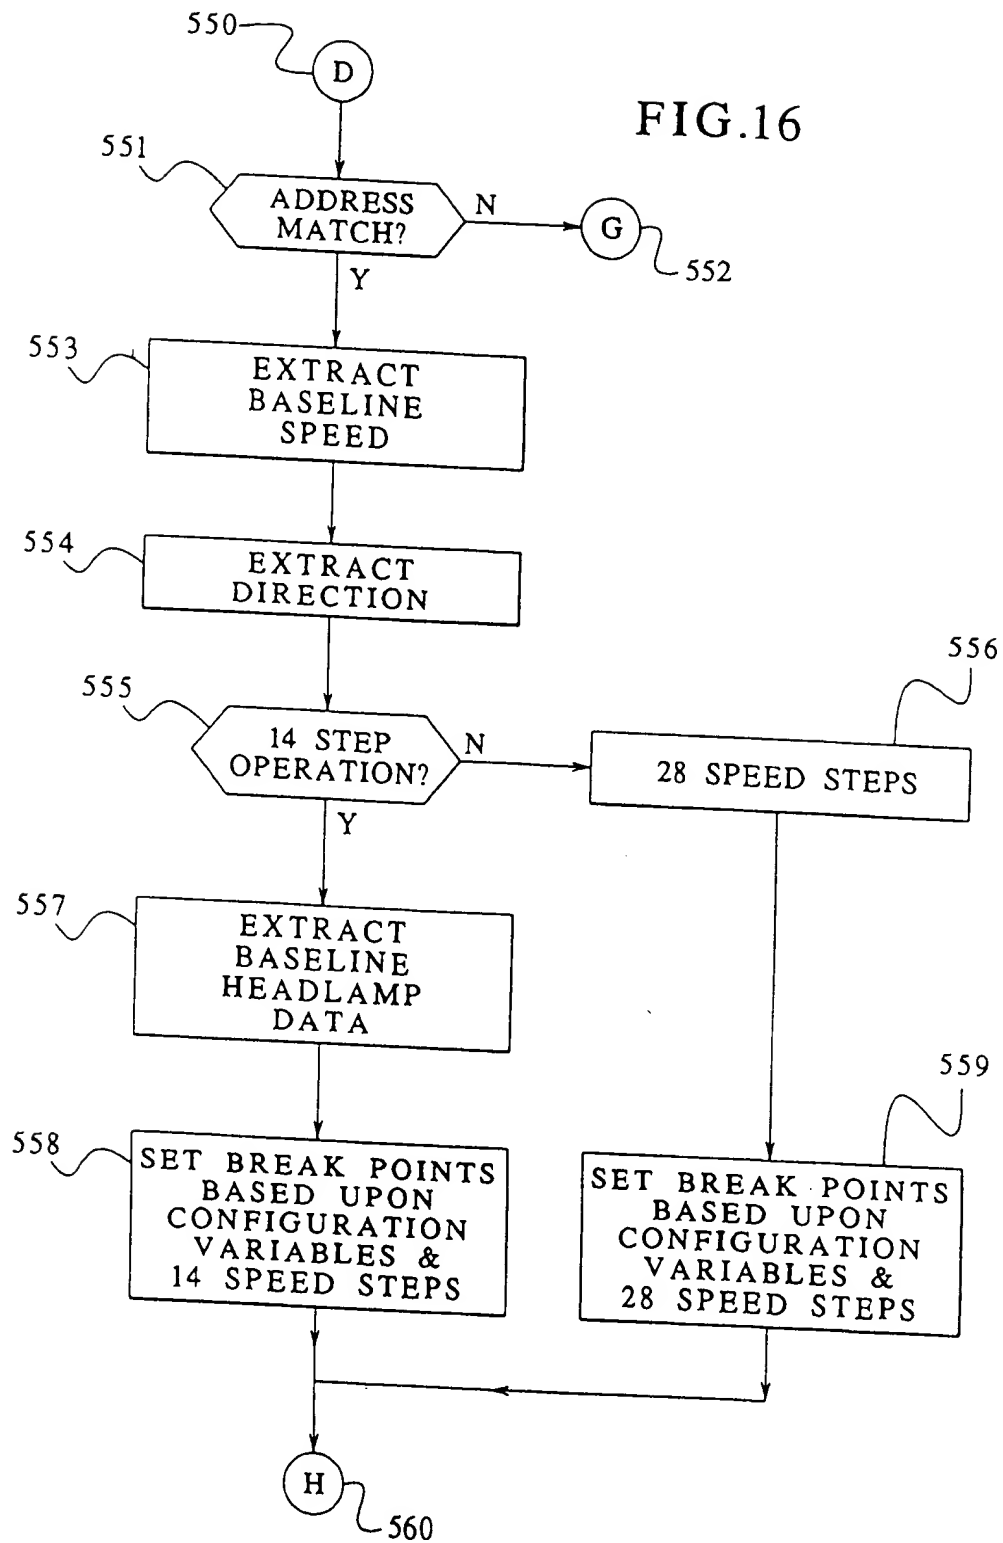 550
D
FIG.16
551
ADDRESS
MATCH?
N
G
552
Y
553
EXTRACT
BASELINE
SPEED
554
EXTRACT
DIRECTION
555
14 STEP
OPERATION?
N
556
28 SPEED STEPS
Y
557
EXTRACT
BASELINE
HEADLAMP
DATA
558
SET BREAK POINTS
BASED UPON
CONFIGURATION
VARIABLES &
14 SPEED STEPS
559
SET BREAK POINTS
BASED UPON
CONFIGURATION
VARIABLES &
28 SPEED STEPS
H
560